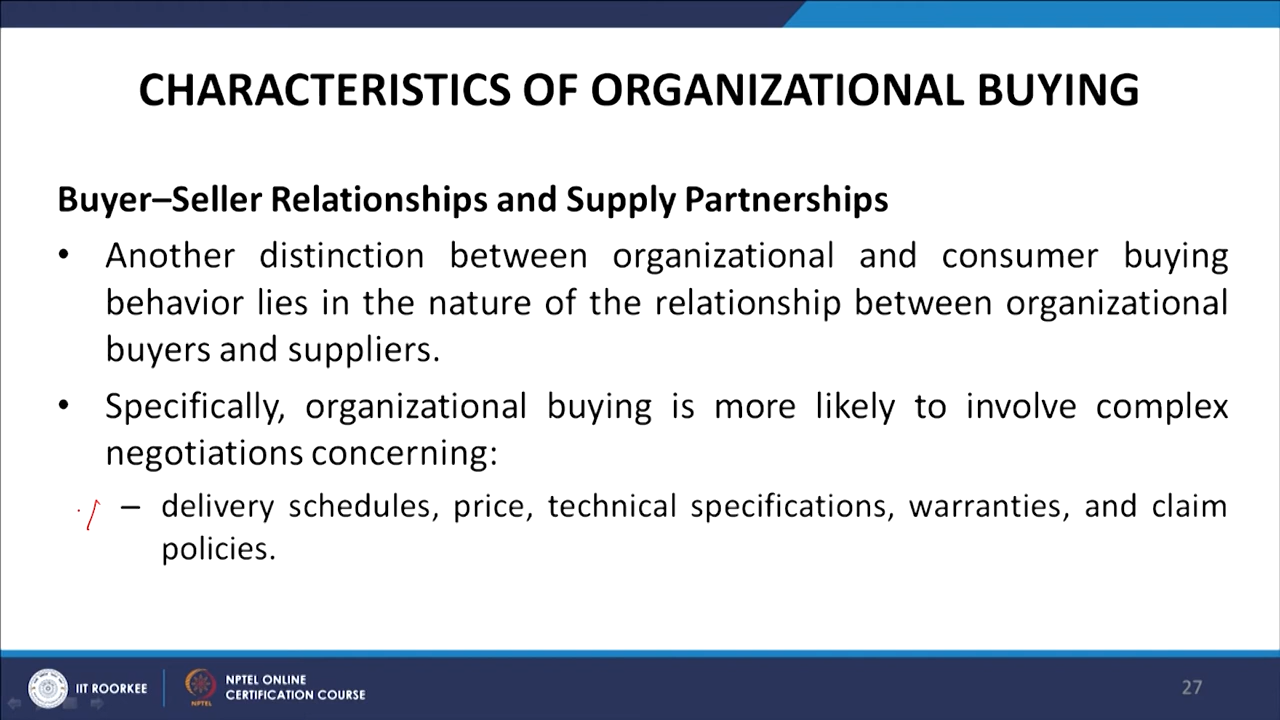 CHARACTERISTICS OF ORGANIZATIONAL BUYING
Buyer–Seller Relationships and Supply Partnerships
• Another distinction between organizational and consumer buying
behavior lies in the nature of the relationship between organizational
buyers and suppliers.
• Specifically, organizational buying is more likely to involve complex
negotiations concerning:
– delivery schedules, price, technical specifications, warranties, and claim
policies.
IIT ROORKEE
NPTEL ONLINE
CERTIFICATION COURSE
NPTEL
27